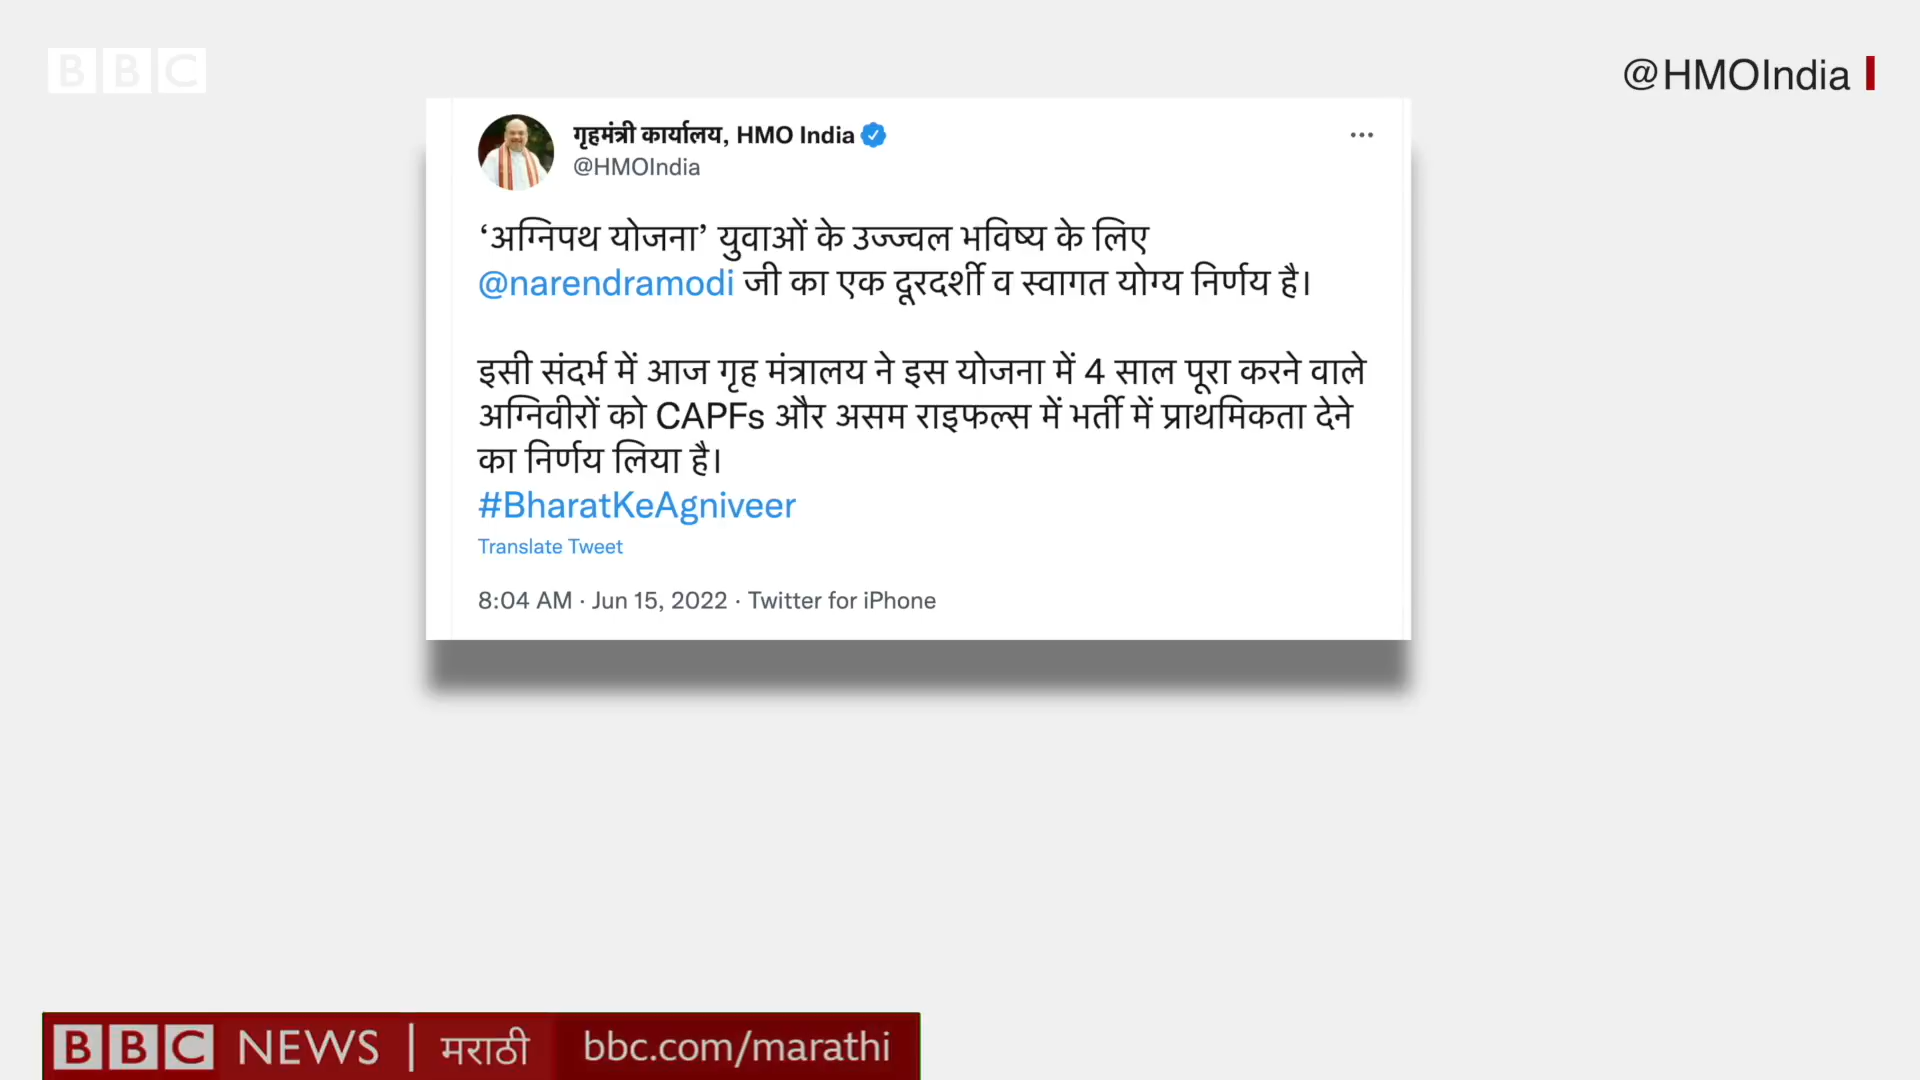 BBC
@HMOIndia
गृहमंत्री कार्यालय, HMO India
@HMOIndia
‘अग्निपथ योजना’ युवाओं के उज्ज्वल भविष्य के लिए
@narendramodi जी का एक दूरदर्शी व स्वागत योग्य निर्णय है।
इसी संदर्भ में आज गृह मंत्रालय ने इस योजना में 4 साल पूरा करने वाले
अग्निवीरों को CAPFs और असम राइफल्स में भर्ती में प्राथमिकता देने
का निर्णय लिया है।
#BharatKeAgniveer
Translate Tweet
8:04 AM · Jun 15, 2022 · Twitter for iPhone
BBC NEWS | मराठी bbc.com/marathi